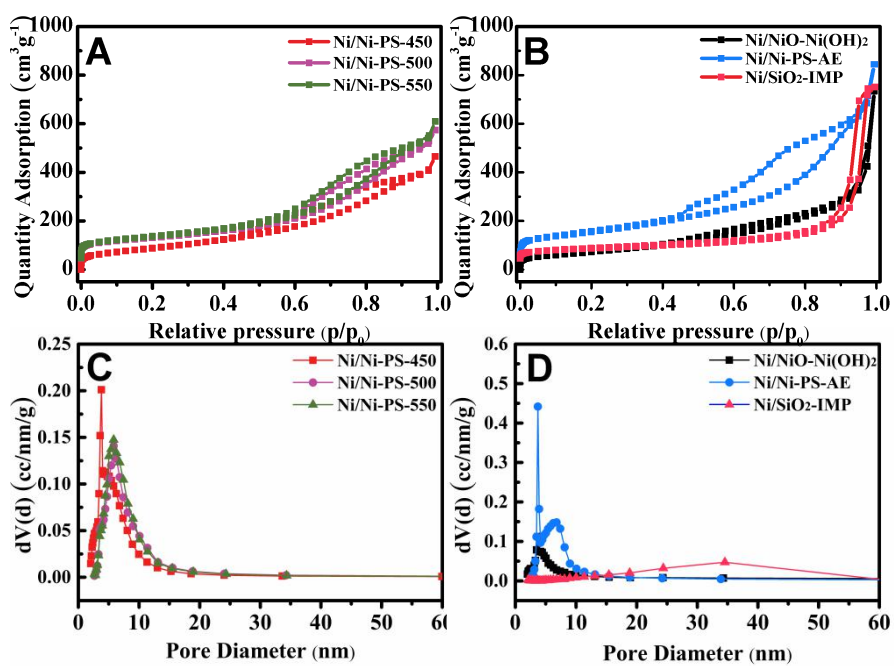 A
Ni/Ni-PS-450
Ni/Ni-PS-500
Ni/Ni-PS-550
Quantity Adsorption (cm³g⁻¹)
1000
800
600
400
200
0
0.0 0.2 0.4 0.6 0.8 1.0
Relative pressure (p/p₀)
B
Ni/NiO-Ni(OH)₂
Ni/Ni-PS-AE
Ni/SiO₂-IMP
Quantity Adsorption (cm³g⁻¹)
1000
800
600
400
200
0
0.0 0.2 0.4 0.6 0.8 1.0
Relative pressure (p/p₀)
C
Ni/Ni-PS-450
Ni/Ni-PS-500
Ni/Ni-PS-550
dV(d) (cc/nm/g)
0.25
0.20
0.15
0.10
0.05
0.00
0 10 20 30 40 50 60
Pore Diameter (nm)
D
Ni/NiO-Ni(OH)₂
Ni/Ni-PS-AE
Ni/SiO₂-IMP
dV(d) (cc/nm/g)
0.6
0.5
0.4
0.3
0.2
0.1
0.0
0 10 20 30 40 50 60
Pore Diameter (nm)